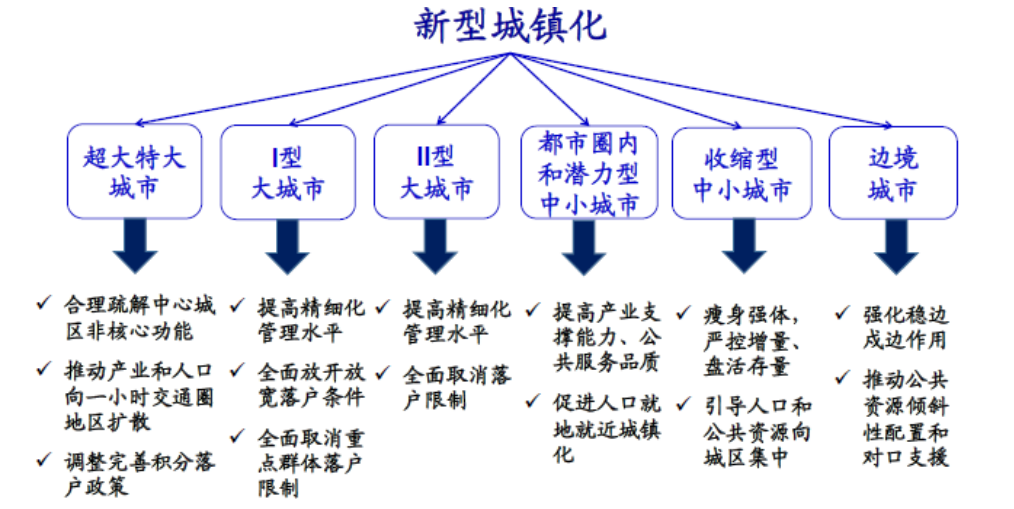 新型城镇化
超大特大
城市
I型
大城市
II型
大城市
都市圈内
和潜力型
中小城市
收缩型
中小城市
边境
城市
✓ 合理疏解中心城
区非核心功能
✓ 推动产业和人口
向一小时交通圈
地区扩散
✓ 调整完善积分落
户政策
✓ 提高精细化
管理水平
✓ 全面放开放
宽落户条件
✓ 全面取消重
点群体落户
限制
✓ 提高精细化
管理水平
✓ 全面取消落
户限制
✓ 提高产业支
撑能力、公
共服务品质
✓ 促进人口就
地就近城镇
化
✓ 瘦身强体，
严控增量、
盘活存量
✓ 引导人口和
公共资源向
城区集中
✓ 强化稳边
戍边作用
✓ 推动公共
资源倾斜
性配置和
对口支援